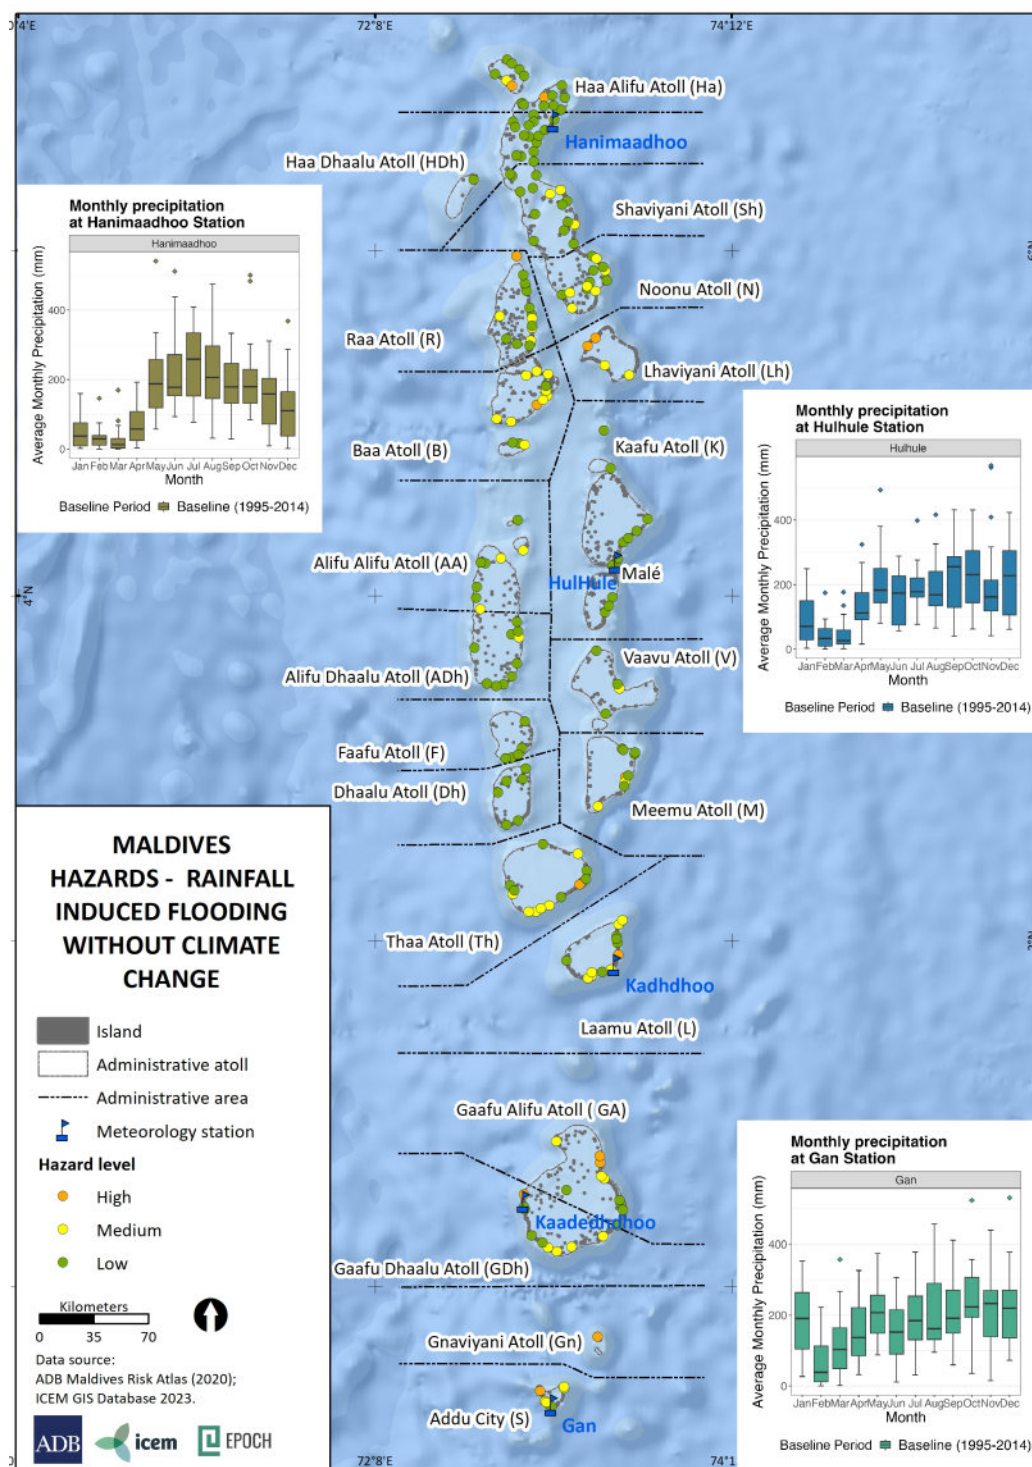 0°4'E
72°8'E
74°12'E
Haa Alifu Atoll (Ha)
Hanimaadhoo
Haa Dhaalu Atoll (HDh)
Shaviyani Atoll (Sh)
Noonu Atoll (N)
Raa Atoll (R)
Lhaviyani Atoll (Lh)
Baa Atoll (B)
Kaafu Atoll (K)
Alifu Alifu Atoll (AA)
4°N
HulHule
Malé
Vaavu Atoll (V)
Alifu Dhaalu Atoll (ADh)
Faafu Atoll (F)
Dhaalu Atoll (Dh)
Meemu Atoll (M)
Thaa Atoll (Th)
Kadhdhoo
Laamu Atoll (L)
Gaafu Alifu Atoll ( GA)
Kaadedhdhoo
Gaafu Dhaalu Atoll (GDh)
Gnaviyani Atoll (Gn)
Addu City (S)
Gan
72°8'E
74°1
Monthly precipitation
at Hanimaadhoo Station
Hanimaadhoo
Average Monthly Precipitation (mm)
400
200
0
Jan Feb Mar Apr May Jun Jul Aug Sep Oct Nov Dec
Month
Baseline Period Baseline (1995-2014)
Monthly precipitation
at Hulhule Station
Hulhule
Average Monthly Precipitation (mm)
400
200
0
Jan Feb Mar Apr May Jun Jul Aug Sep Oct Nov Dec
Month
Baseline Period Baseline (1995-2014)
MALDIVES
HAZARDS - RAINFALL
INDUCED FLOODING
WITHOUT CLIMATE
CHANGE
Island
Administrative atoll
Administrative area
Meteorology station
Hazard level
High
Medium
Low
Kilometers
0 35 70
Data source:
ADB Maldives Risk Atlas (2020);
ICEM GIS Database 2023.
ADB icem EPOCH
Monthly precipitation
at Gan Station
Gan
Average Monthly Precipitation (mm)
400
200
0
Jan Feb Mar Apr May Jun Jul Aug Sep Oct Nov Dec
Month
Baseline Period Baseline (1995-2014)